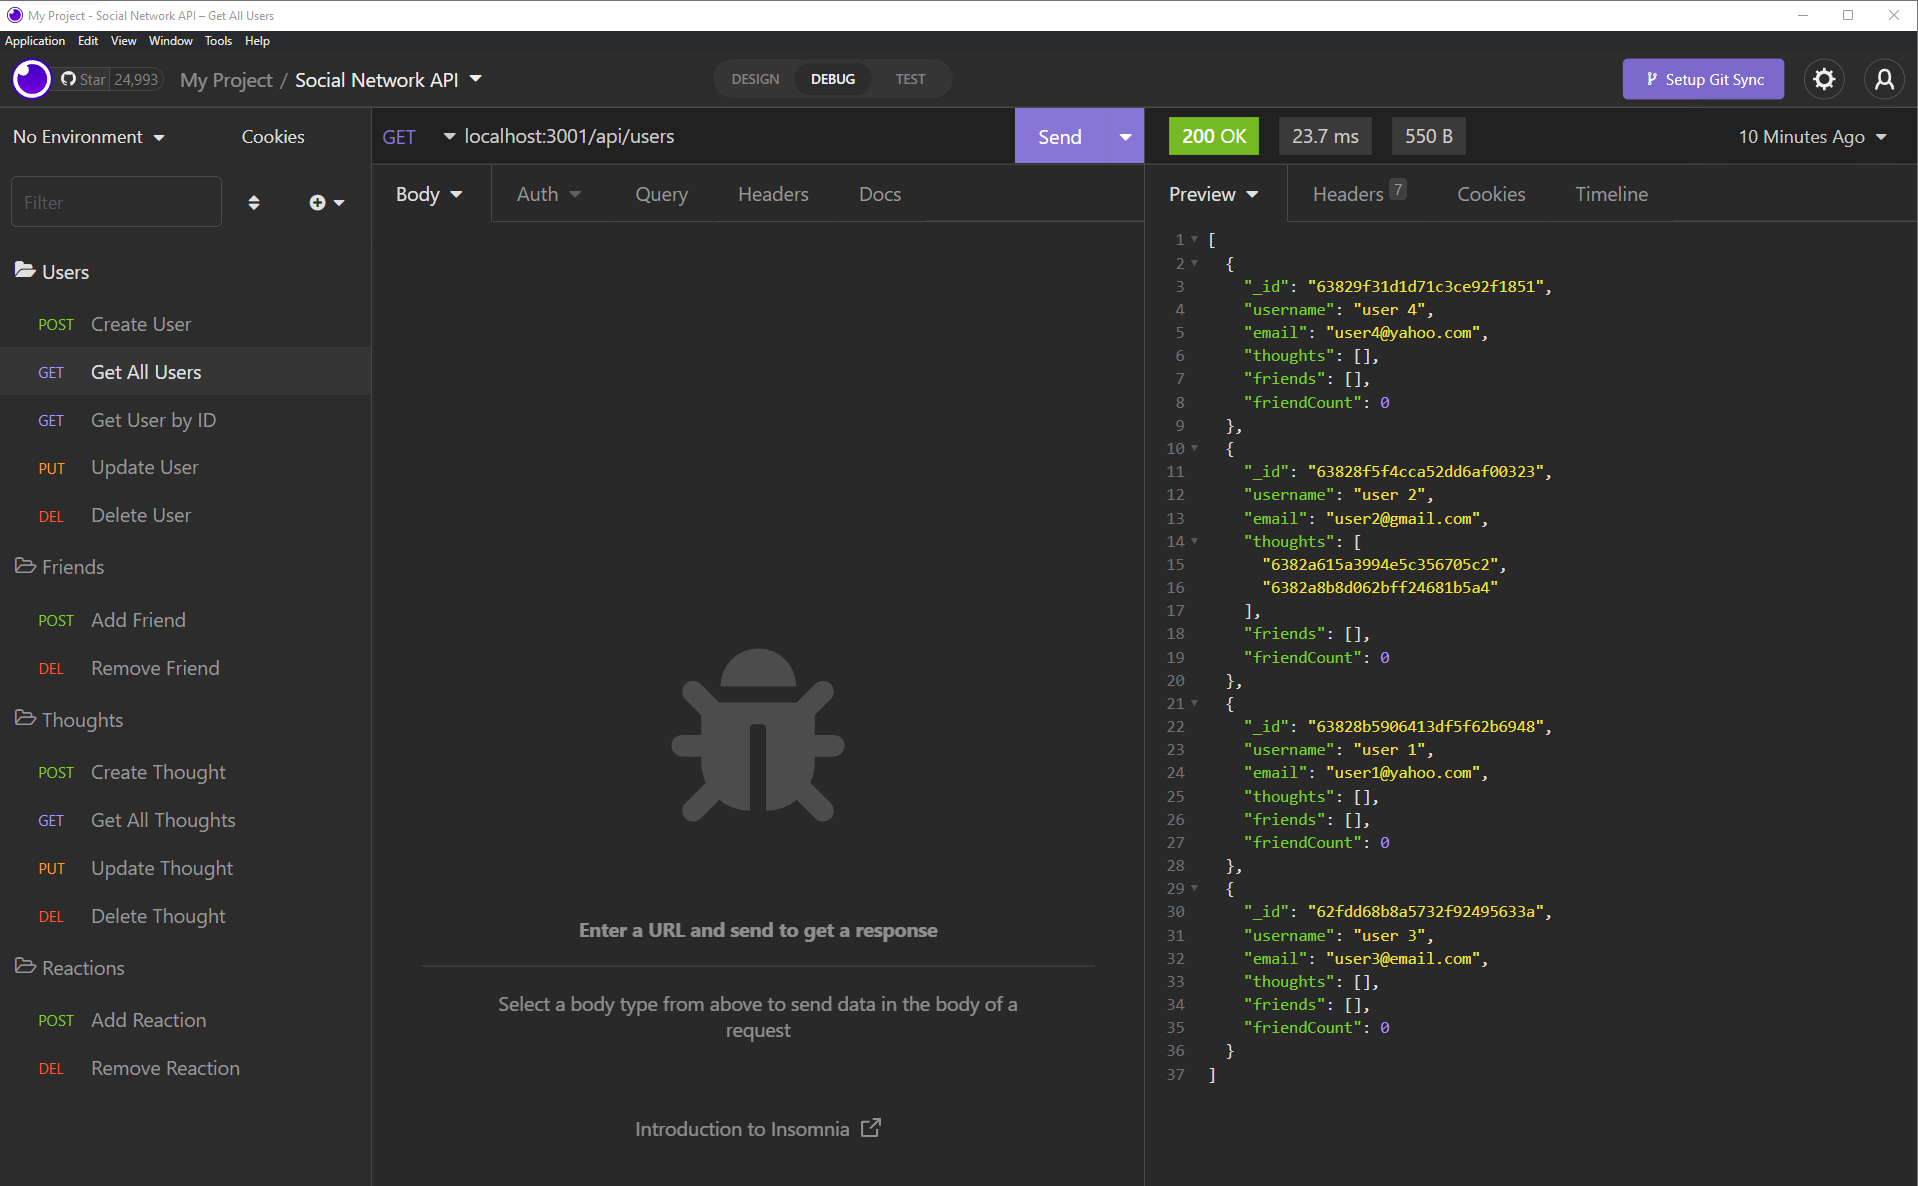 My Project - Social Network API – Get All Users
Application Edit View Window Tools Help
Star 24,993 My Project / Social Network API DESIGN DEBUG TEST Setup Git Sync
No Environment Cookies
Filter
Users
POST Create User
GET Get All Users
GET Get User by ID
PUT Update User
DEL Delete User
Friends
POST Add Friend
DEL Remove Friend
Thoughts
POST Create Thought
GET Get All Thoughts
PUT Update Thought
DEL Delete Thought
Reactions
POST Add Reaction
DEL Remove Reaction
GET localhost:3001/api/users Send
Body Auth Query Headers Docs
Enter a URL and send to get a response
Select a body type from above to send data in the body of a
request
Introduction to Insomnia
200 OK 23.7 ms 550 B 10 Minutes Ago
Preview Headers 7 Cookies Timeline
1 [
2 {
3 "_id": "63829f31d1d71c3ce92f1851",
4 "username": "user 4",
5 "email": "user4@yahoo.com",
6 "thoughts": [],
7 "friends": [],
8 "friendCount": 0
9 },
10 {
11 "_id": "63828f5f4cca52dd6af00323",
12 "username": "user 2",
13 "email": "user2@gmail.com",
14 "thoughts": [
15 "6382a615a3994e5c356705c2",
16 "6382a8b8d062bff24681b5a4"
17 ],
18 "friends": [],
19 "friendCount": 0
20 },
21 {
22 "_id": "63828b5906413df5f62b6948",
23 "username": "user 1",
24 "email": "user1@yahoo.com",
25 "thoughts": [],
26 "friends": [],
27 "friendCount": 0
28 },
29 {
30 "_id": "62fdd68b8a5732f92495633a",
31 "username": "user 3",
32 "email": "user3@email.com",
33 "thoughts": [],
34 "friends": [],
35 "friendCount": 0
36 }
37 ]